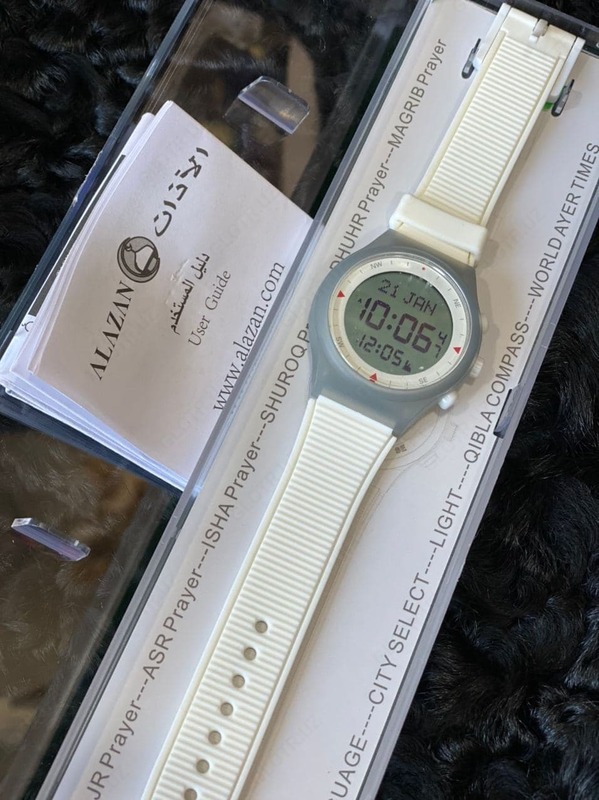 الأذان
ALAZAN
دليل المستخدم
User Guide
www.alazan.com
JR Prayer---ASR Prayer---ISHA Prayer---SHUROQ P
DHUHR Prayer---MAGRIB Prayer
UAGE----CITY SELECT----LIGHT----QIBLA COMPASS----WORLD AYER TIMES
NW
21 JAN
10:06
12:05